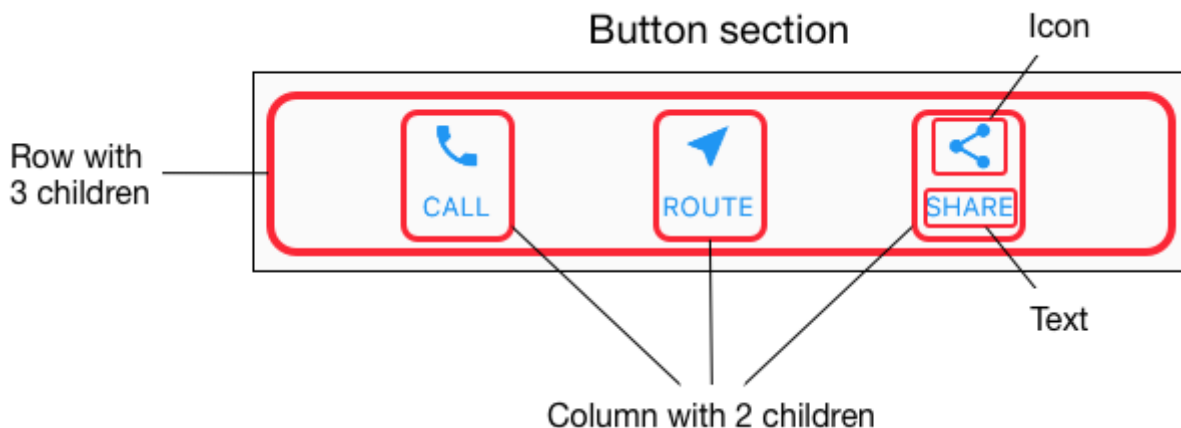 Button section
Icon
Row with
3 children
CALL
ROUTE
SHARE
Text
Column with 2 children